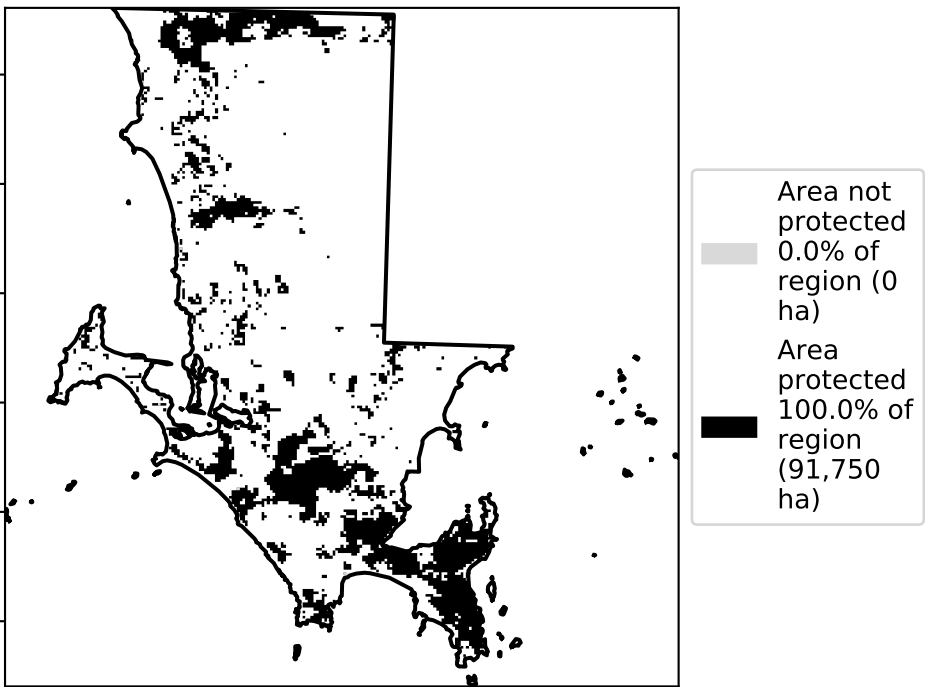 Area not
protected
0.0% of
region (0
ha)
Area
protected
100.0% of
region
(91,750
ha)